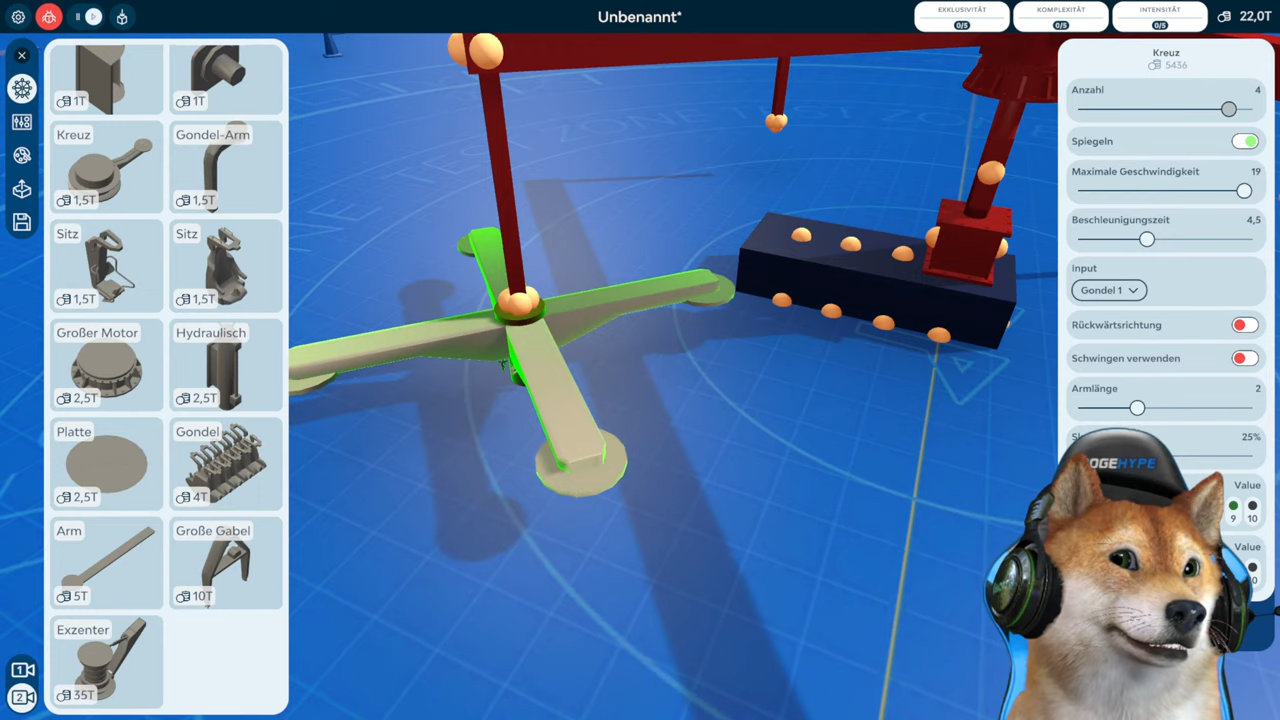 Unbenannt*
EXKLUSIVITÄT
0/5
KOMPLEXITÄT
0/5
INTENSITÄT
0/5
22,0T
1T
1T
Kreuz
1,5T
Gondel-Arm
1,5T
Sitz
1,5T
Sitz
1,5T
Großer Motor
2,5T
Hydraulisch
2,5T
Platte
2,5T
Gondel
4T
Arm
5T
Große Gabel
10T
Exzenter
35T
1
2
Kreuz
5436
Anzahl 4
Spiegeln
Maximale Geschwindigkeit 19
Beschleunigungszeit 4,5
Input
Gondel 1
Rückwärtsrichtung
Schwingen verwenden
Armlänge 2
25%
Value
9 10
Value
OGEHYPE